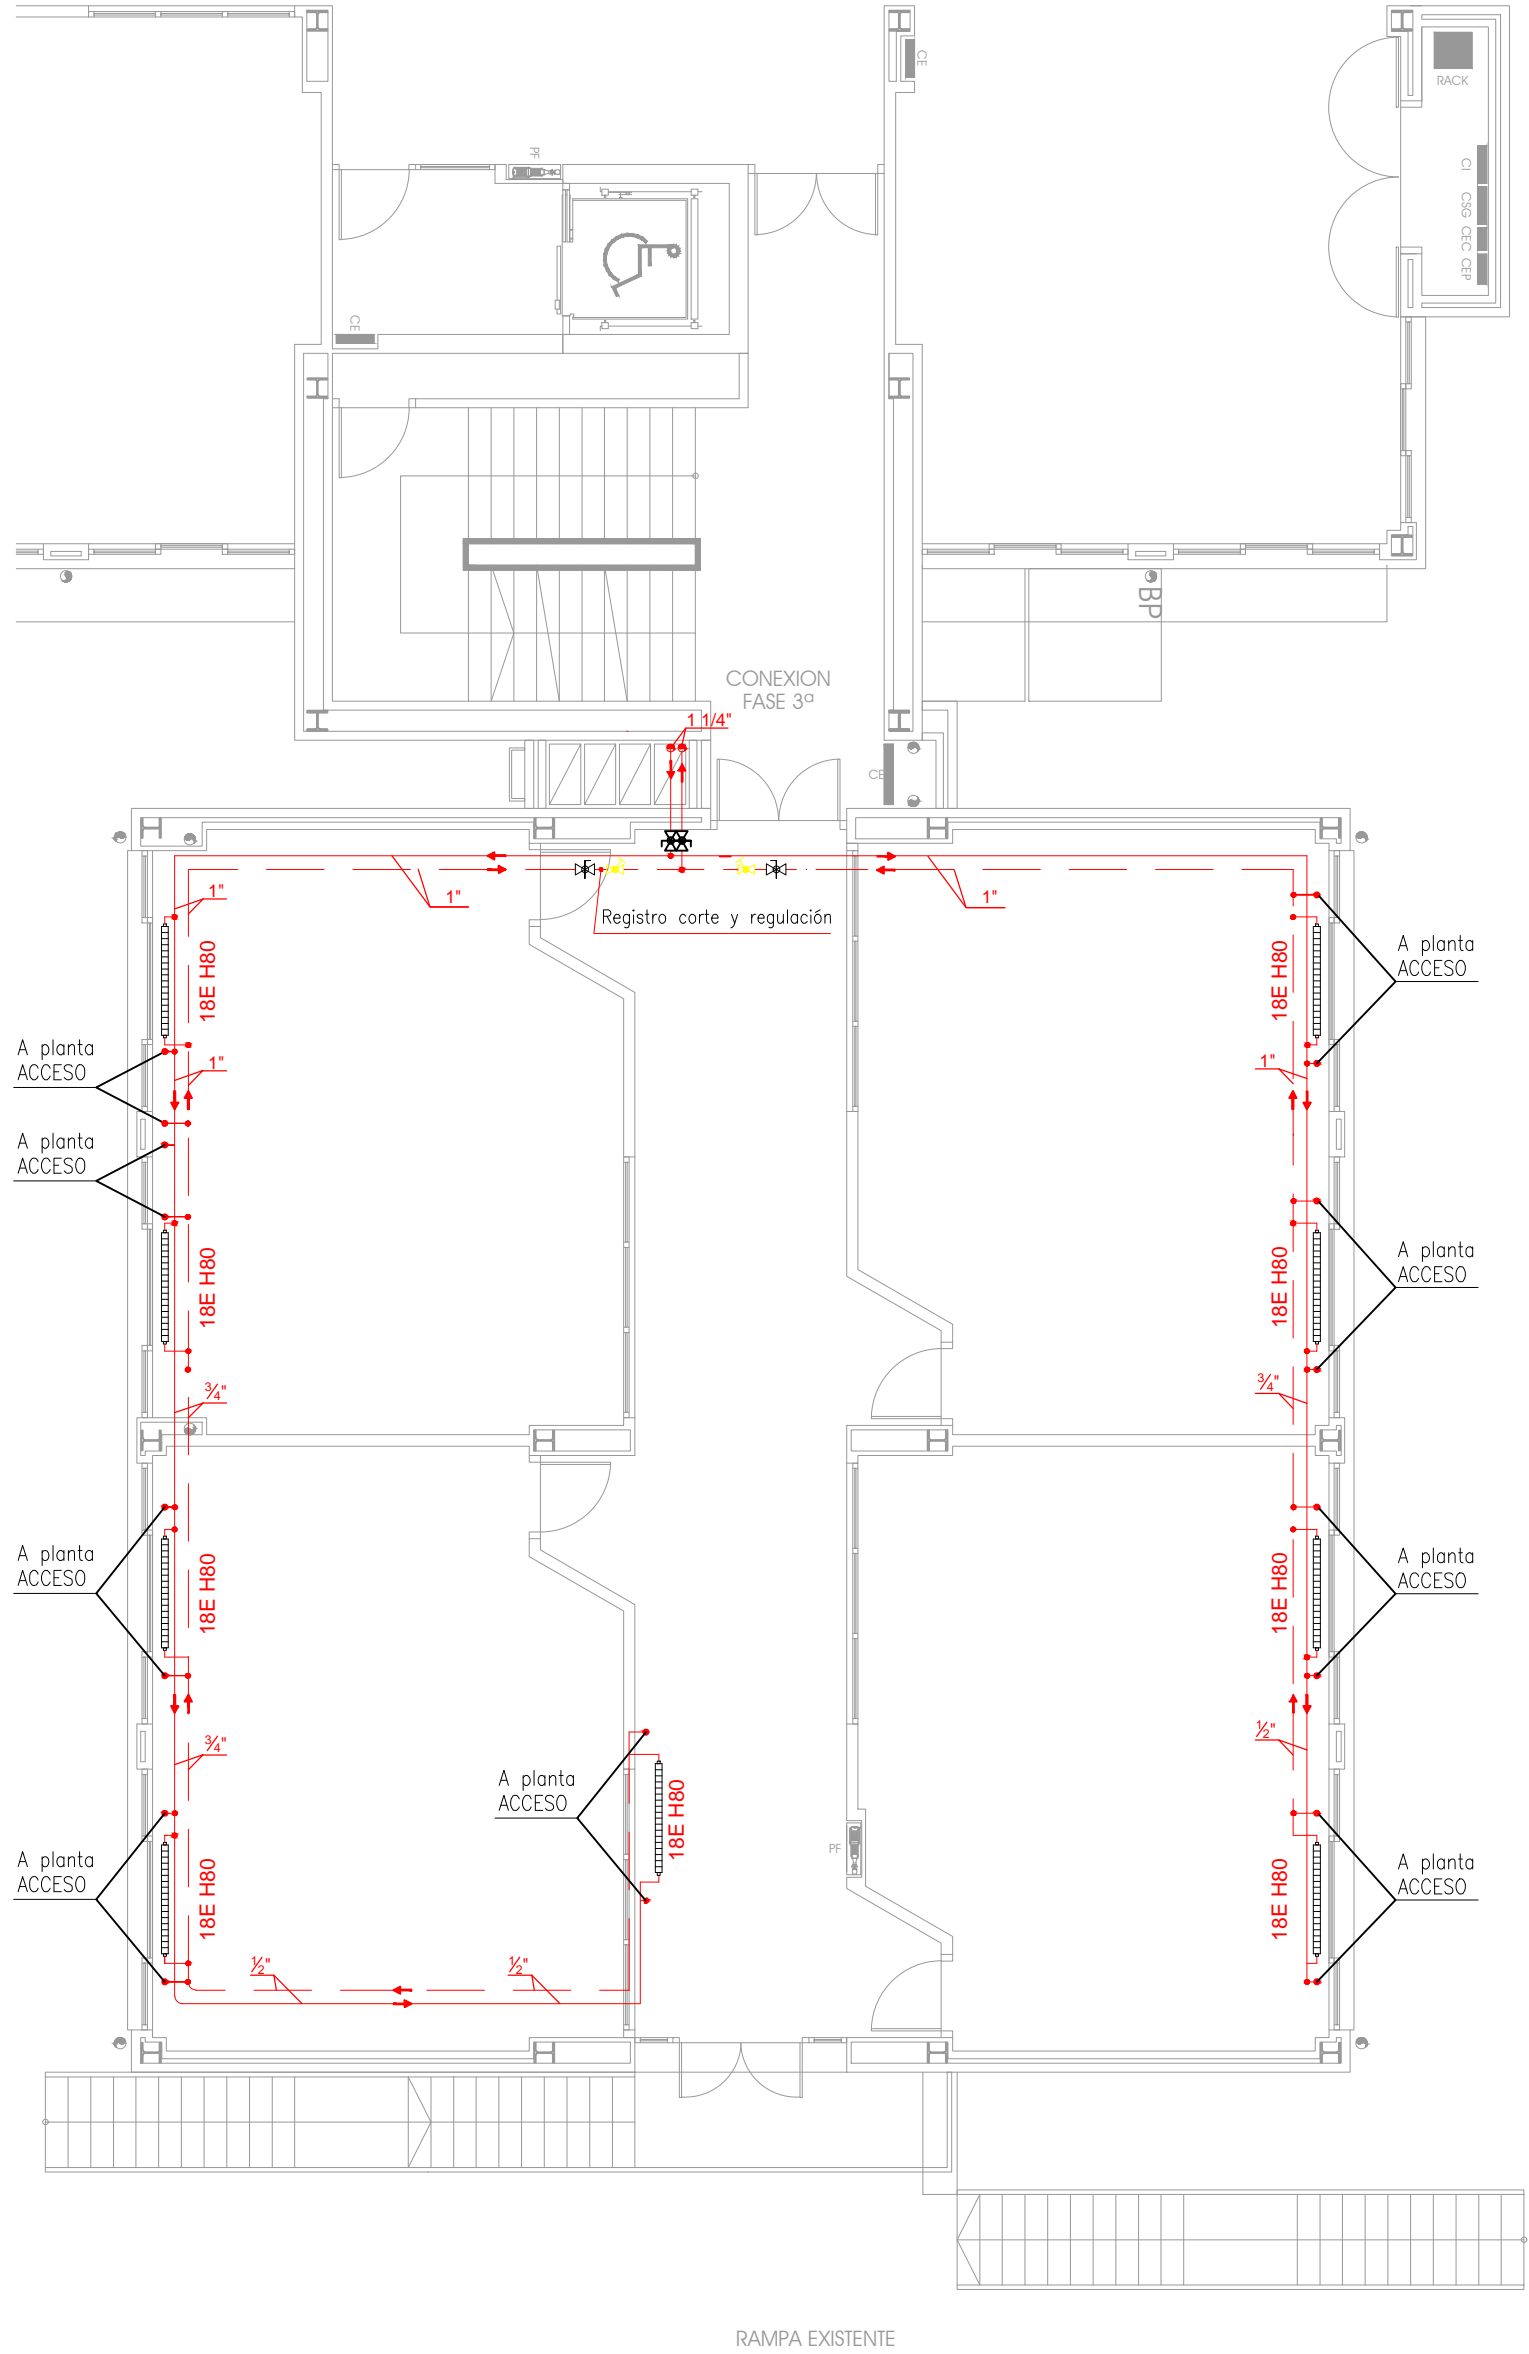 CE
RACK
PF
CI
CSG
CEC
CEP
CE
BP
CONEXION
FASE 3ª
1 1/4"
CE
1"
1"
1"
Registro corte y regulación
18E H80
18E H80
A planta
ACCESO
A planta
ACCESO
1"
1"
A planta
ACCESO
18E H80
18E H80
A planta
ACCESO
3/4"
3/4"
A planta
ACCESO
18E H80
18E H80
A planta
ACCESO
3/4"
1/2"
A planta
ACCESO
18E H80
PF
A planta
ACCESO
18E H80
18E H80
A planta
ACCESO
1/2"
1/2"
RAMPA EXISTENTE